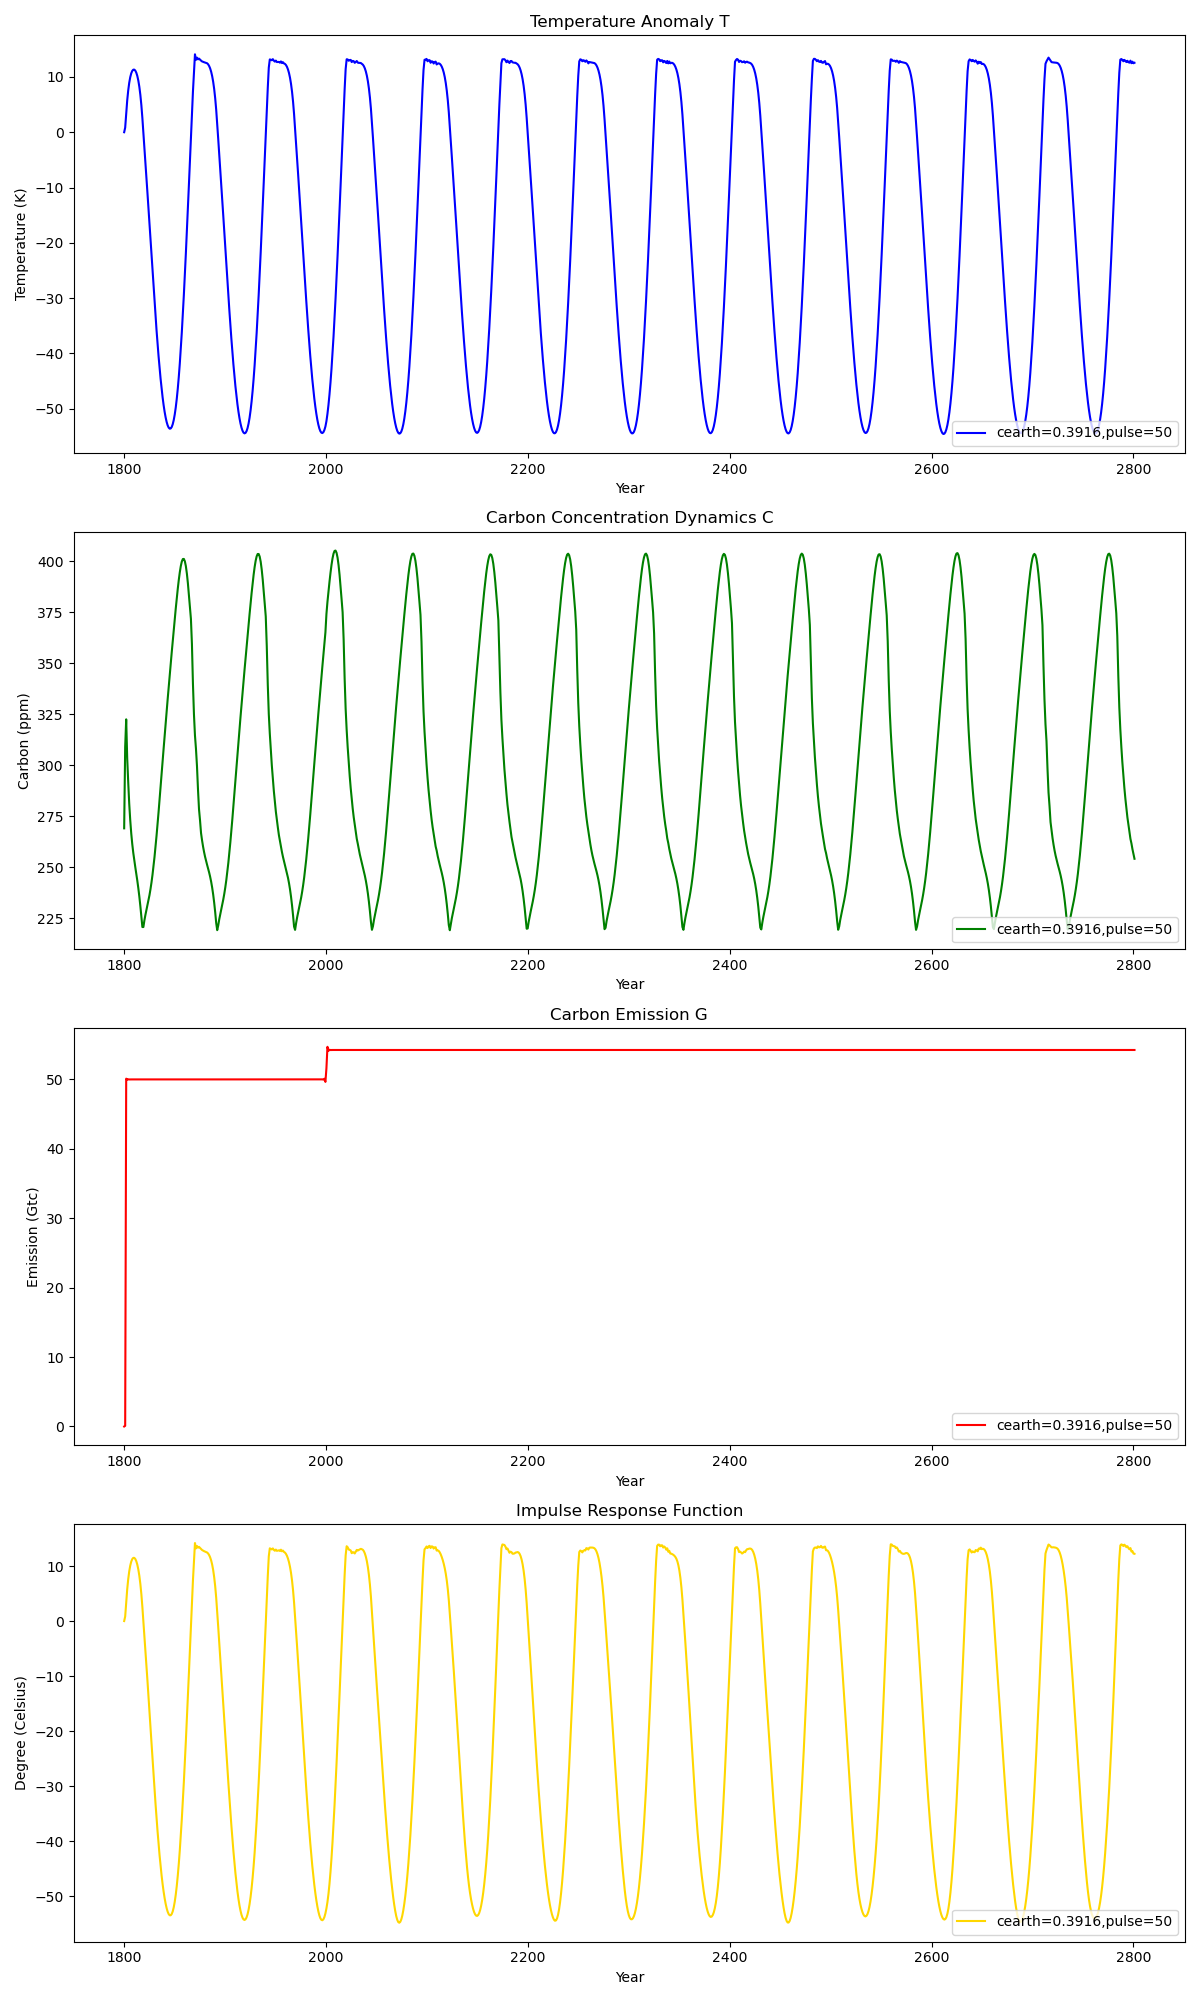 Temperature Anomaly T
10
0
−10
−20
−30
−40
−50
Temperature (K)
cearth=0.3916,pulse=50
1800 2000 2200 2400 2600 2800
Year
Carbon Concentration Dynamics C
400
375
350
325
300
275
250
225
Carbon (ppm)
cearth=0.3916,pulse=50
1800 2000 2200 2400 2600 2800
Year
Carbon Emission G
50
40
30
20
10
0
Emission (Gtc)
cearth=0.3916,pulse=50
1800 2000 2200 2400 2600 2800
Year
Impulse Response Function
10
0
−10
−20
−30
−40
−50
Degree (Celsius)
cearth=0.3916,pulse=50
1800 2000 2200 2400 2600 2800
Year